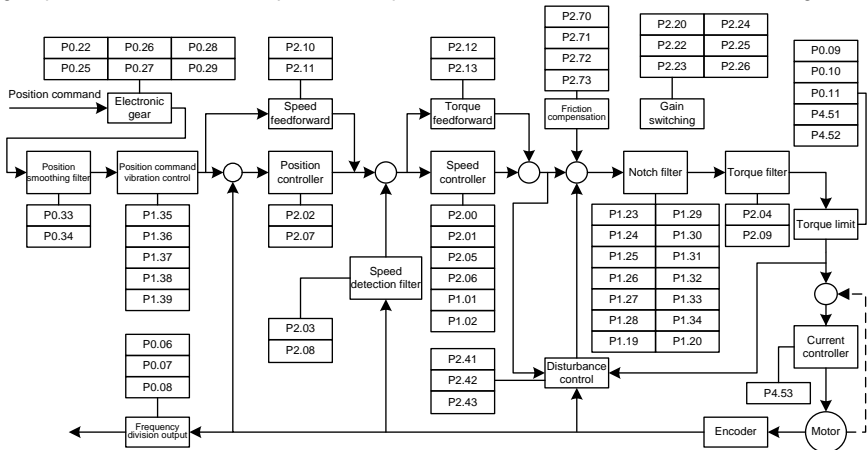 P0.22 P0.26 P0.28
P0.25 P0.27 P0.29
P2.10
P2.11
P2.12
P2.13
P2.70
P2.71
P2.72
P2.73
P2.20 P2.24
P2.22 P2.25
P2.23 P2.26
P0.09
P0.10
P0.11
P4.51
P4.52
Position command
Electronic
gear
Speed
feedforward
Torque
feedforward
Friction
compensation
Gain
switching
Position
smoothing filter
Position command
vibration control
Position
controller
Speed
controller
Notch filter
Torque filter
Torque limit
P0.33
P0.34
P1.35
P1.36
P1.37
P1.38
P1.39
P2.02
P2.07
P2.00
P2.01
P2.05
P2.06
P1.01
P1.02
P1.23 P1.29
P1.24 P1.30
P1.25 P1.31
P1.26 P1.32
P1.27 P1.33
P1.28 P1.34
P1.19 P1.20
P2.04
P2.09
Speed
detection filter
P2.03
P2.08
P0.06
P0.07
P0.08
P2.41
P2.42
P2.43
Disturbance
control
Current
controller
P4.53
Frequency
division output
Encoder
Motor